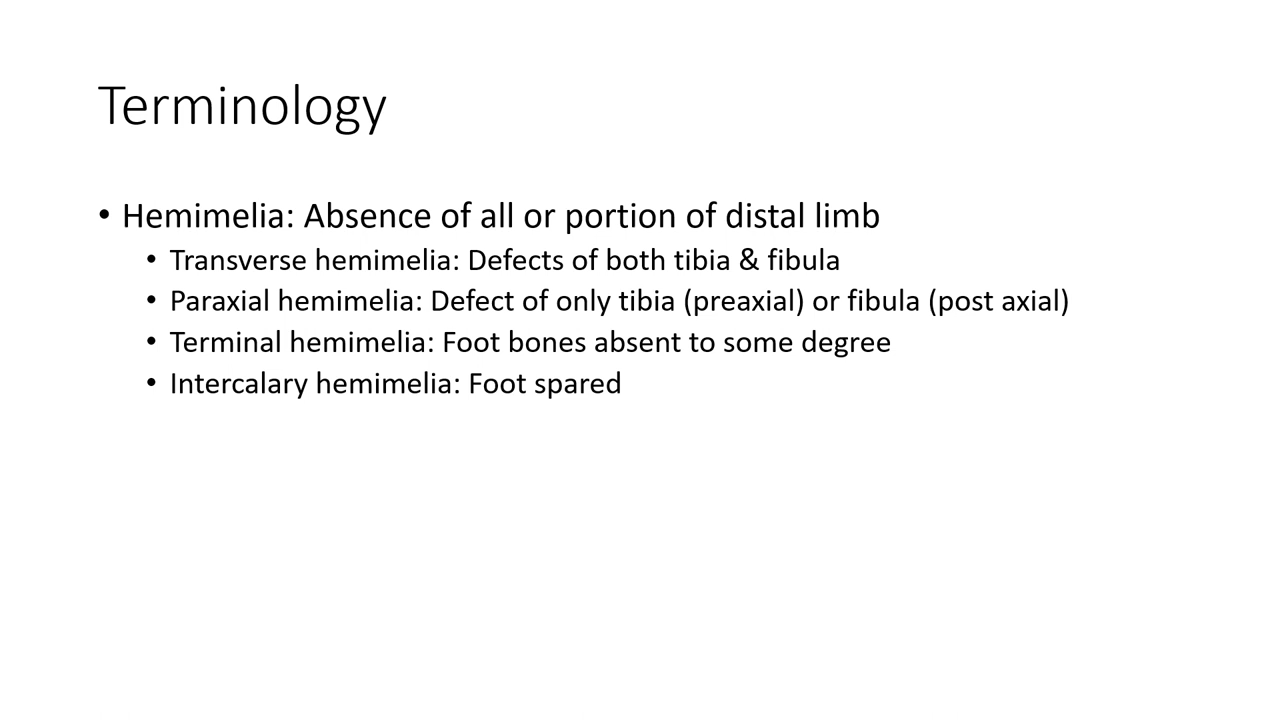 Terminology
• Hemimelia: Absence of all or portion of distal limb
• Transverse hemimelia: Defects of both tibia & fibula
• Paraxial hemimelia: Defect of only tibia (preaxial) or fibula (post axial)
• Terminal hemimelia: Foot bones absent to some degree
• Intercalary hemimelia: Foot spared